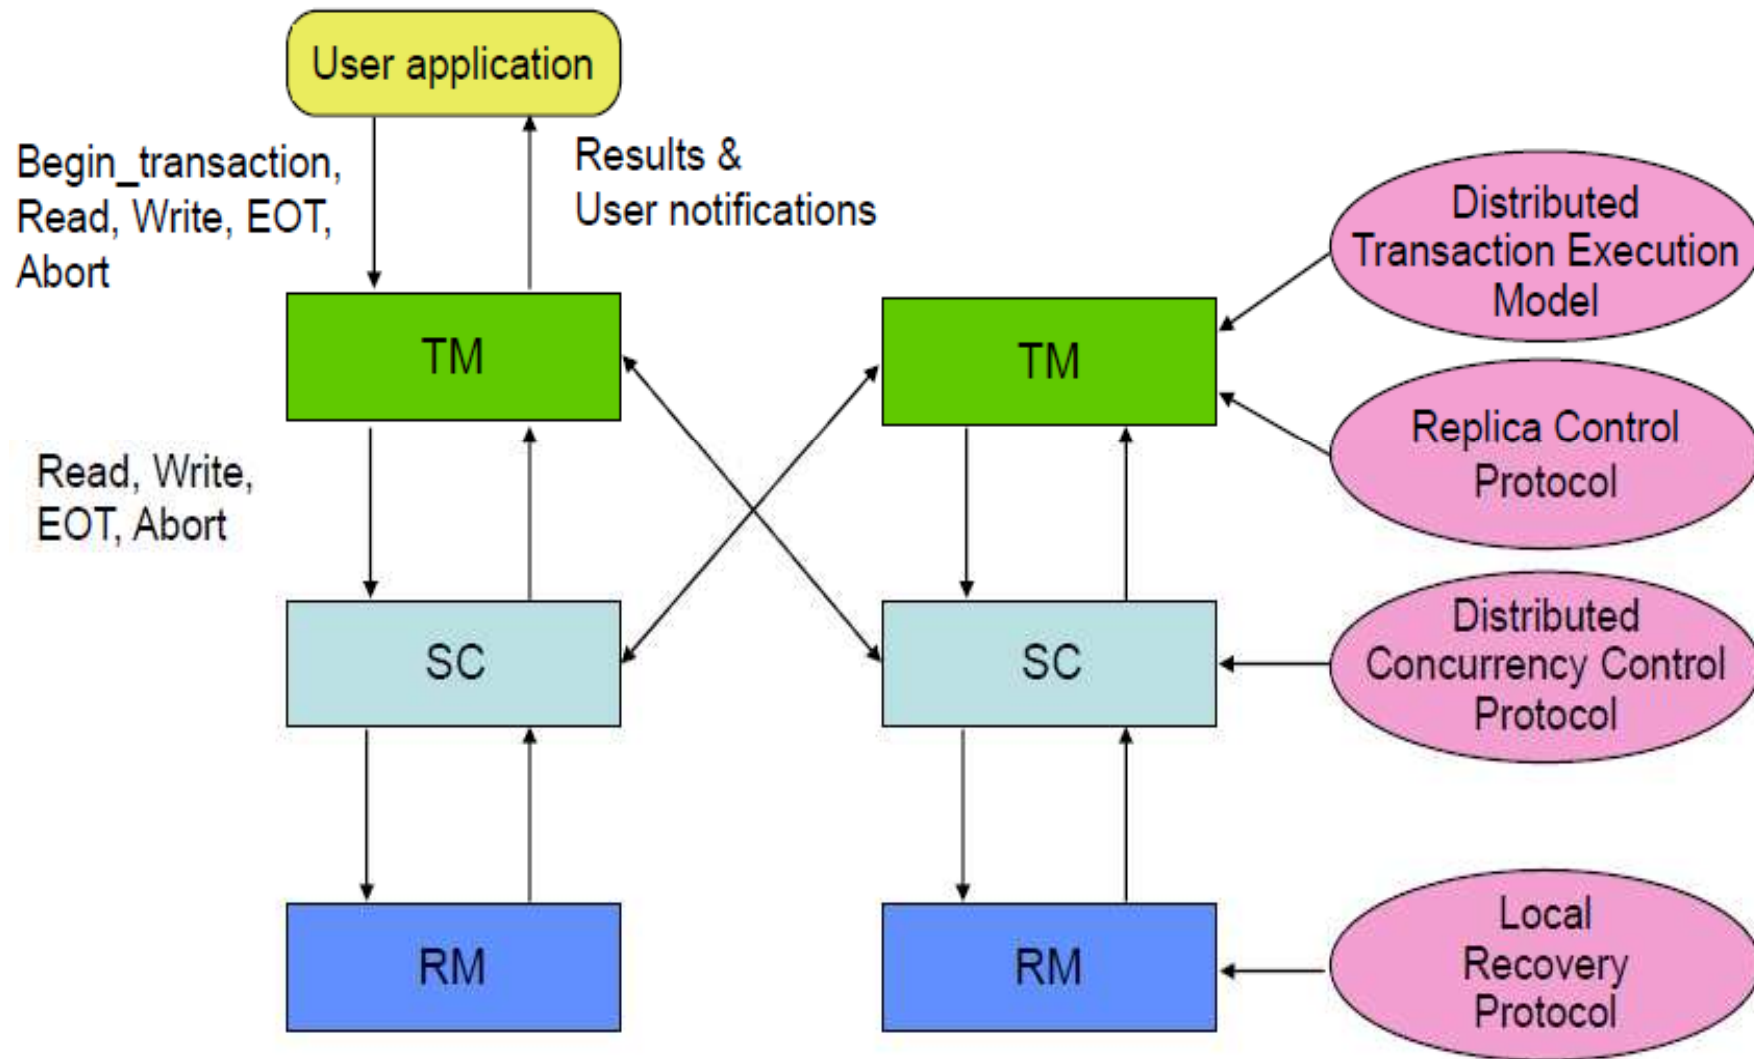 User application
Begin_transaction,
Read, Write, EOT,
Abort
Results &
User notifications
Distributed
Transaction Execution
Model
TM
TM
Replica Control
Protocol
Read, Write,
EOT, Abort
Distributed
Concurrency Control
Protocol
SC
SC
Local
Recovery
Protocol
RM
RM